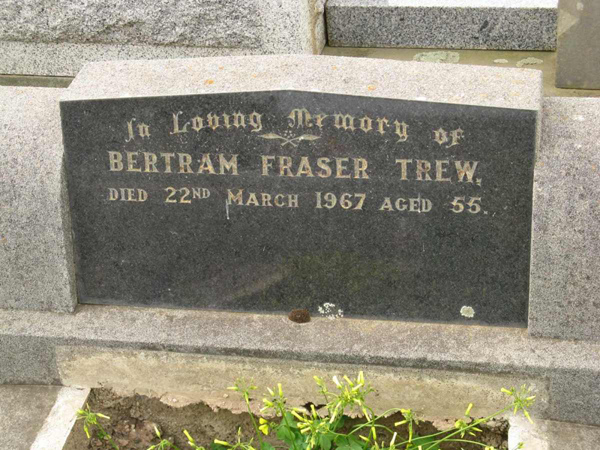 In Loving Memory of
BERTRAM FRASER TREW.
DIED 22ND MARCH 1967 AGED 55.